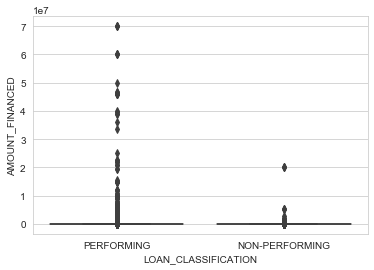 1e7
7
6
5
4
3
2
1
0
AMOUNT_FINANCED
PERFORMING
NON-PERFORMING
LOAN_CLASSIFICATION